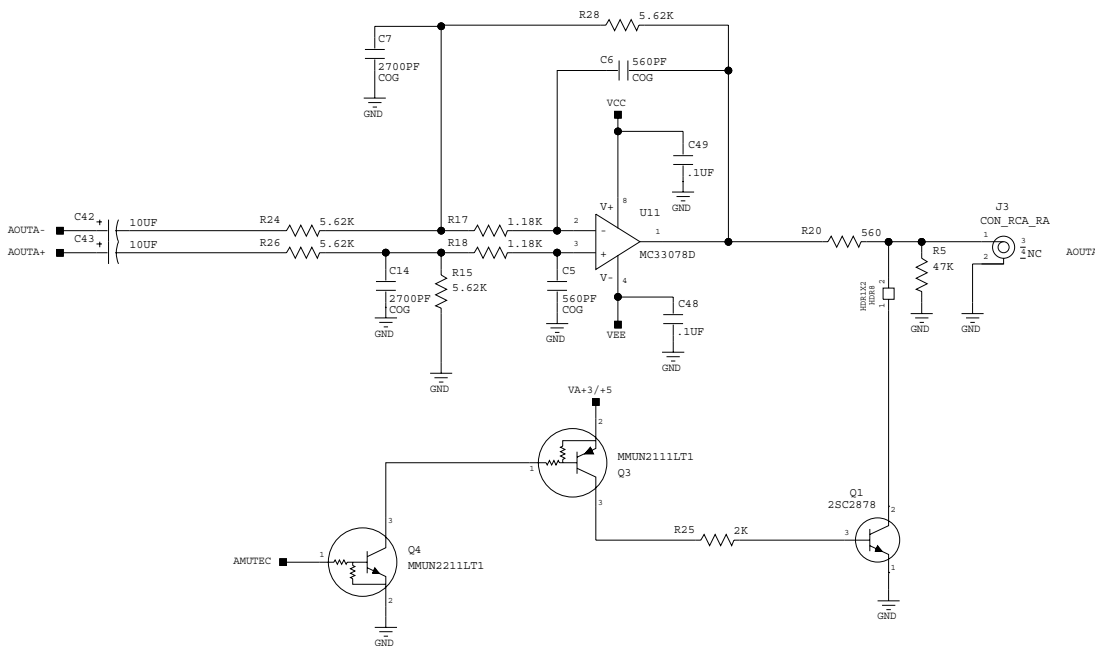 R28 5.62K
C7
2700PF
COG
GND
C6 560PF
COG
VCC
C49
.1UF
GND
V+ 8
U11
J3
CON_RCA_RA
AOUTA- C42 + 10UF R24 5.62K R17 1.18K 2 - 1 R20 560 1 3
AOUTA+ C43 + 10UF R26 5.62K R18 1.18K 3 + MC33078D 2 4 NC AOUTA
V- 4
R5
47K
GND
GND
C14
2700PF
COG
GND
R15
5.62K
GND
C5
560PF
COG
GND
C48
.1UF
GND
VEE
HDR1X2
HDR8
1 2
VA+3/+5
2
1
MMUN2111LT1
Q3
3
R25 2K
Q1
2SC2878
3 2
1
GND
AMUTEC 1
3
Q4
MMUN2211LT1
2
GND